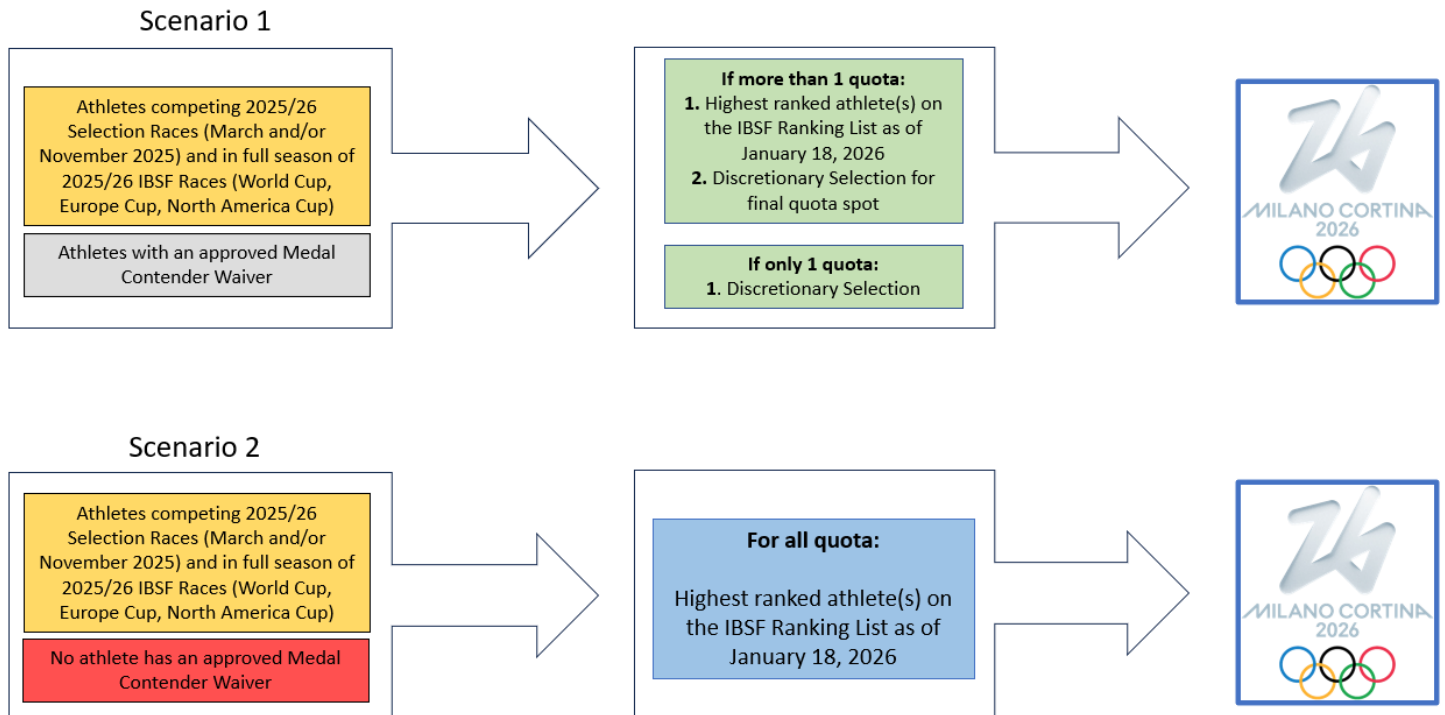 Scenario 1
Athletes competing 2025/26
Selection Races (March and/or
November 2025) and in full season of
2025/26 IBSF Races (World Cup,
Europe Cup, North America Cup)
Athletes with an approved Medal
Contender Waiver
If more than 1 quota:
1. Highest ranked athlete(s) on
the IBSF Ranking List as of
January 18, 2026
2. Discretionary Selection for
final quota spot
If only 1 quota:
1. Discretionary Selection
26
MILANO CORTINA
2026
Scenario 2
Athletes competing 2025/26
Selection Races (March and/or
November 2025) and in full season of
2025/26 IBSF Races (World Cup,
Europe Cup, North America Cup)
No athlete has an approved Medal
Contender Waiver
For all quota:
Highest ranked athlete(s) on
the IBSF Ranking List as of
January 18, 2026
26
MILANO CORTINA
2026